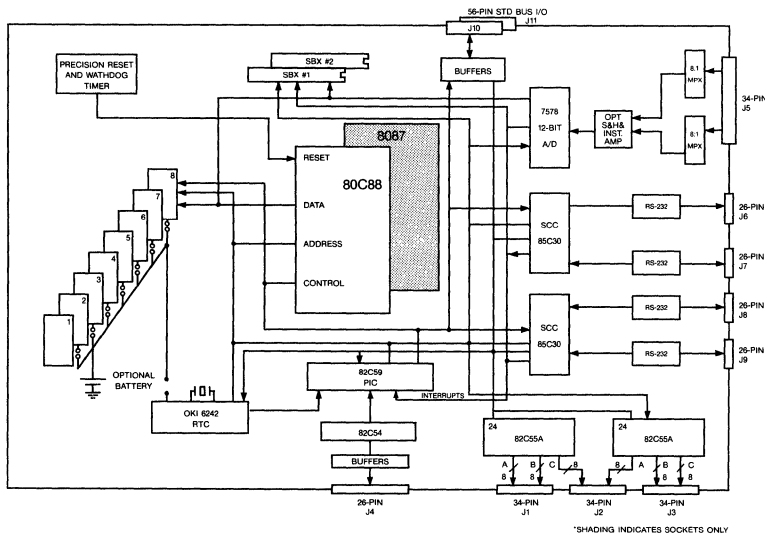 56-PIN STD BUS I/O
J11
J10
SBX #2
SBX #1
BUFFERS
PRECISION RESET
AND WATHDOG
TIMER
8:1
MPX
34-PIN
J5
7578
12-BIT
A/D
OPT
S&H&
INST.
AMP
8:1
MPX
8087
80C88
RESET
DATA
ADDRESS
CONTROL
8
7
6
5
4
3
2
1
SCC
85C30
RS-232
26-PIN
J6
RS-232
26-PIN
J7
SCC
85C30
RS-232
26-PIN
J8
RS-232
26-PIN
J9
OPTIONAL
BATTERY
OKI 6242
RTC
82C59
PIC
INTERRUPTS
82C54
BUFFERS
24
82C55A
24
82C55A
A B C 8
8 8
8 A B C
8 8
26-PIN
J4
34-PIN
J1
34-PIN
J2
34-PIN
J3
*SHADING INDICATES SOCKETS ONLY